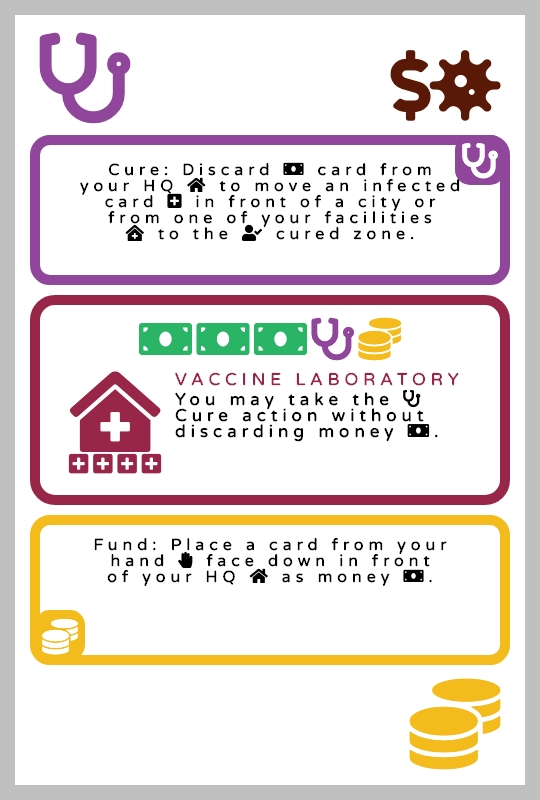 $
Cure: Discard card from
your HQ to move an infected
card in front of a city or
from one of your facilities
to the cured zone.
VACCINE LABORATORY
You may take the
Cure action without
discarding money .
Fund: Place a card from your
hand face down in front
of your HQ as money .